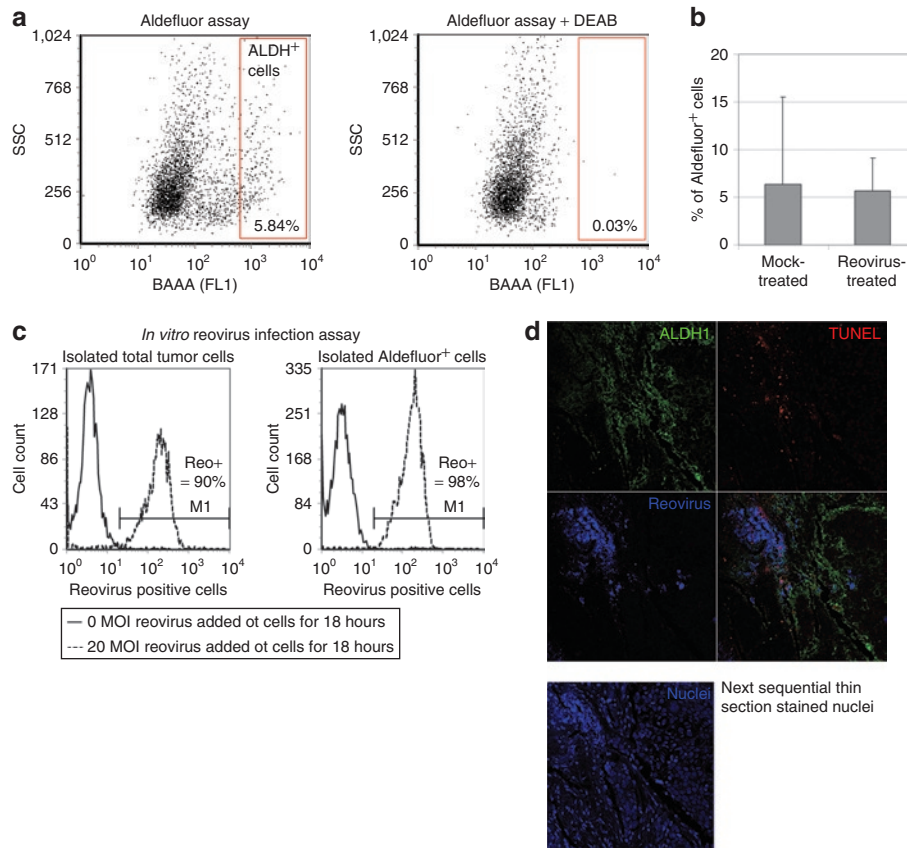 a
Aldefluor assay
1,024
768
512
256
0
SSC
ALDH+
cells
5.84%
10^0 10^1 10^2 10^3 10^4
BAAA (FL1)
Aldefluor assay + DEAB
1,024
768
512
256
0
SSC
0.03%
10^0 10^1 10^2 10^3 10^4
BAAA (FL1)
b
% of Aldefluor+ cells
20
15
10
5
0
Mock-
treated
Reovirus-
treated
c
In vitro reovirus infection assay
Isolated total tumor cells
171
128
86
43
0
Cell count
Reo+
= 90%
M1
10^0 10^1 10^2 10^3 10^4
Reovirus positive cells
Isolated Aldefluor+ cells
335
251
168
84
0
Cell count
Reo+
= 98%
M1
10^0 10^1 10^2 10^3 10^4
Reovirus positive cells
0 MOI reovirus added ot cells for 18 hours
20 MOI reovirus added ot cells for 18 hours
d
ALDH1
TUNEL
Reovirus
Nuclei
Next sequential thin
section stained nuclei